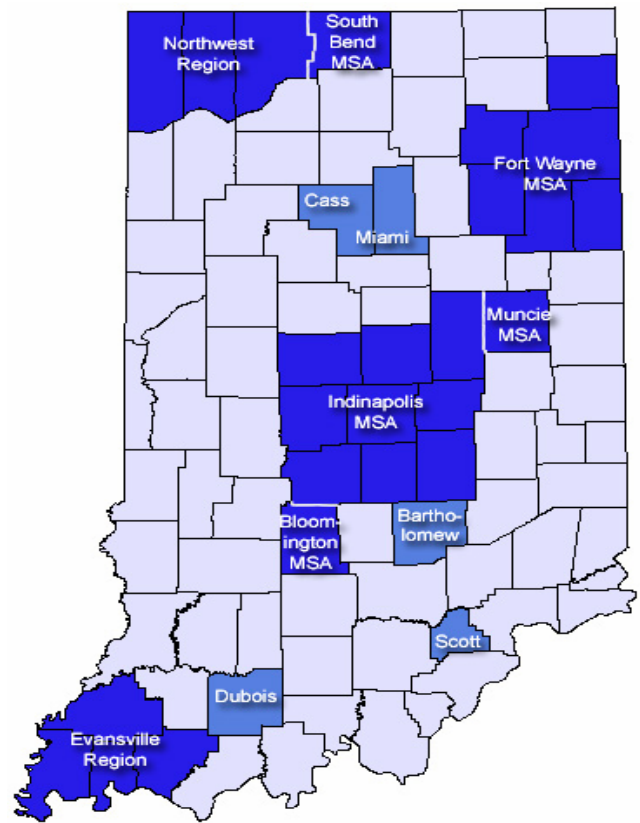 Northwest
Region
South
Bend
MSA
Fort Wayne
MSA
Cass
Miami
Muncie
MSA
Indinapolis
MSA
Bloom-
ington
MSA
Bartho-
lomew
Scott
Dubois
Evansville
Region